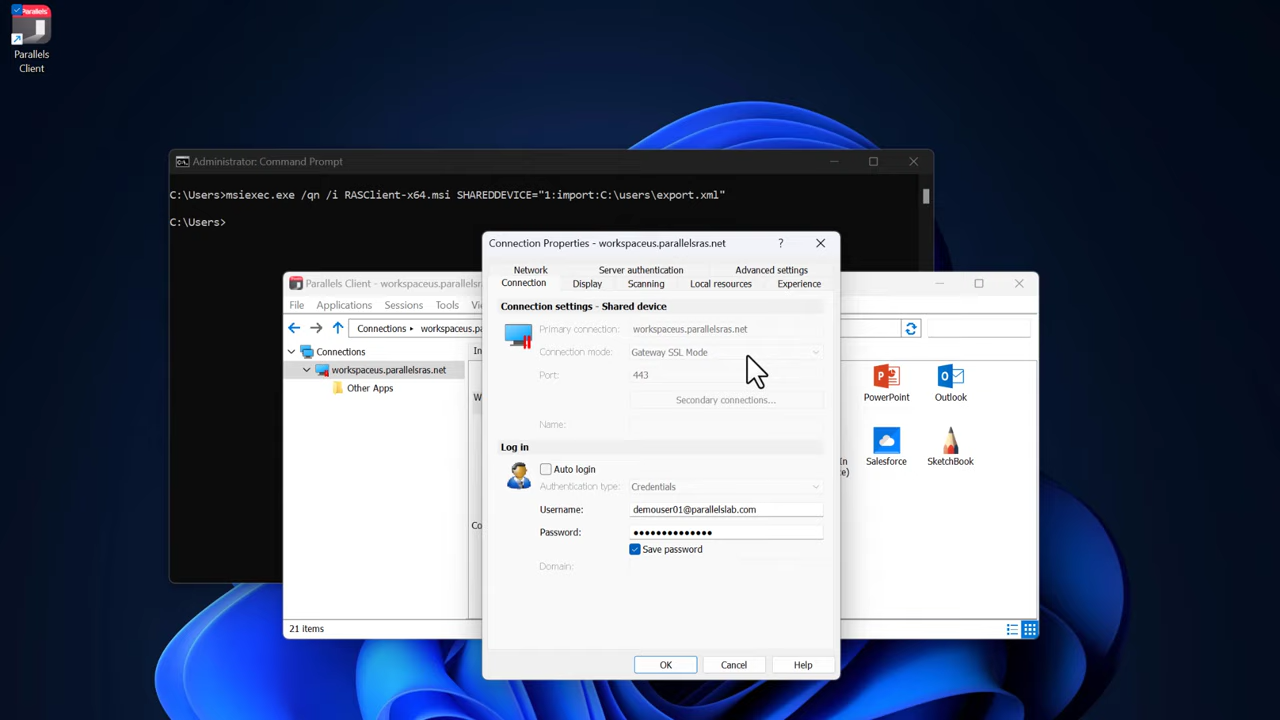 Parallels
Client
Administrator: Command Prompt
C:\Users>msiexec.exe /qn /i RASClient-x64.msi SHAREDDEVICE="1:import:C:\users\export.xml"
C:\Users>
Parallels Client - workspaceus.parallelsras.
File Applications Sessions Tools
Connections workspaceus.pa
Connections
workspaceus.parallelsras.net
Other Apps
21 items
PowerPoint
Outlook
Salesforce
SketchBook
Connection Properties - workspaceus.parallelsras.net
?
Network Server authentication Advanced settings
Connection Display Scanning Local resources Experience
Connection settings - Shared device
Primary connection: workspaceus.parallelsras.net
Connection mode: Gateway SSL Mode
Port: 443
Secondary connections...
Name:
Log in
Auto login
Authentication type: Credentials
Username: demouser01@parallelslab.com
Password: ••••••••••••••
Save password
Domain:
OK Cancel Help